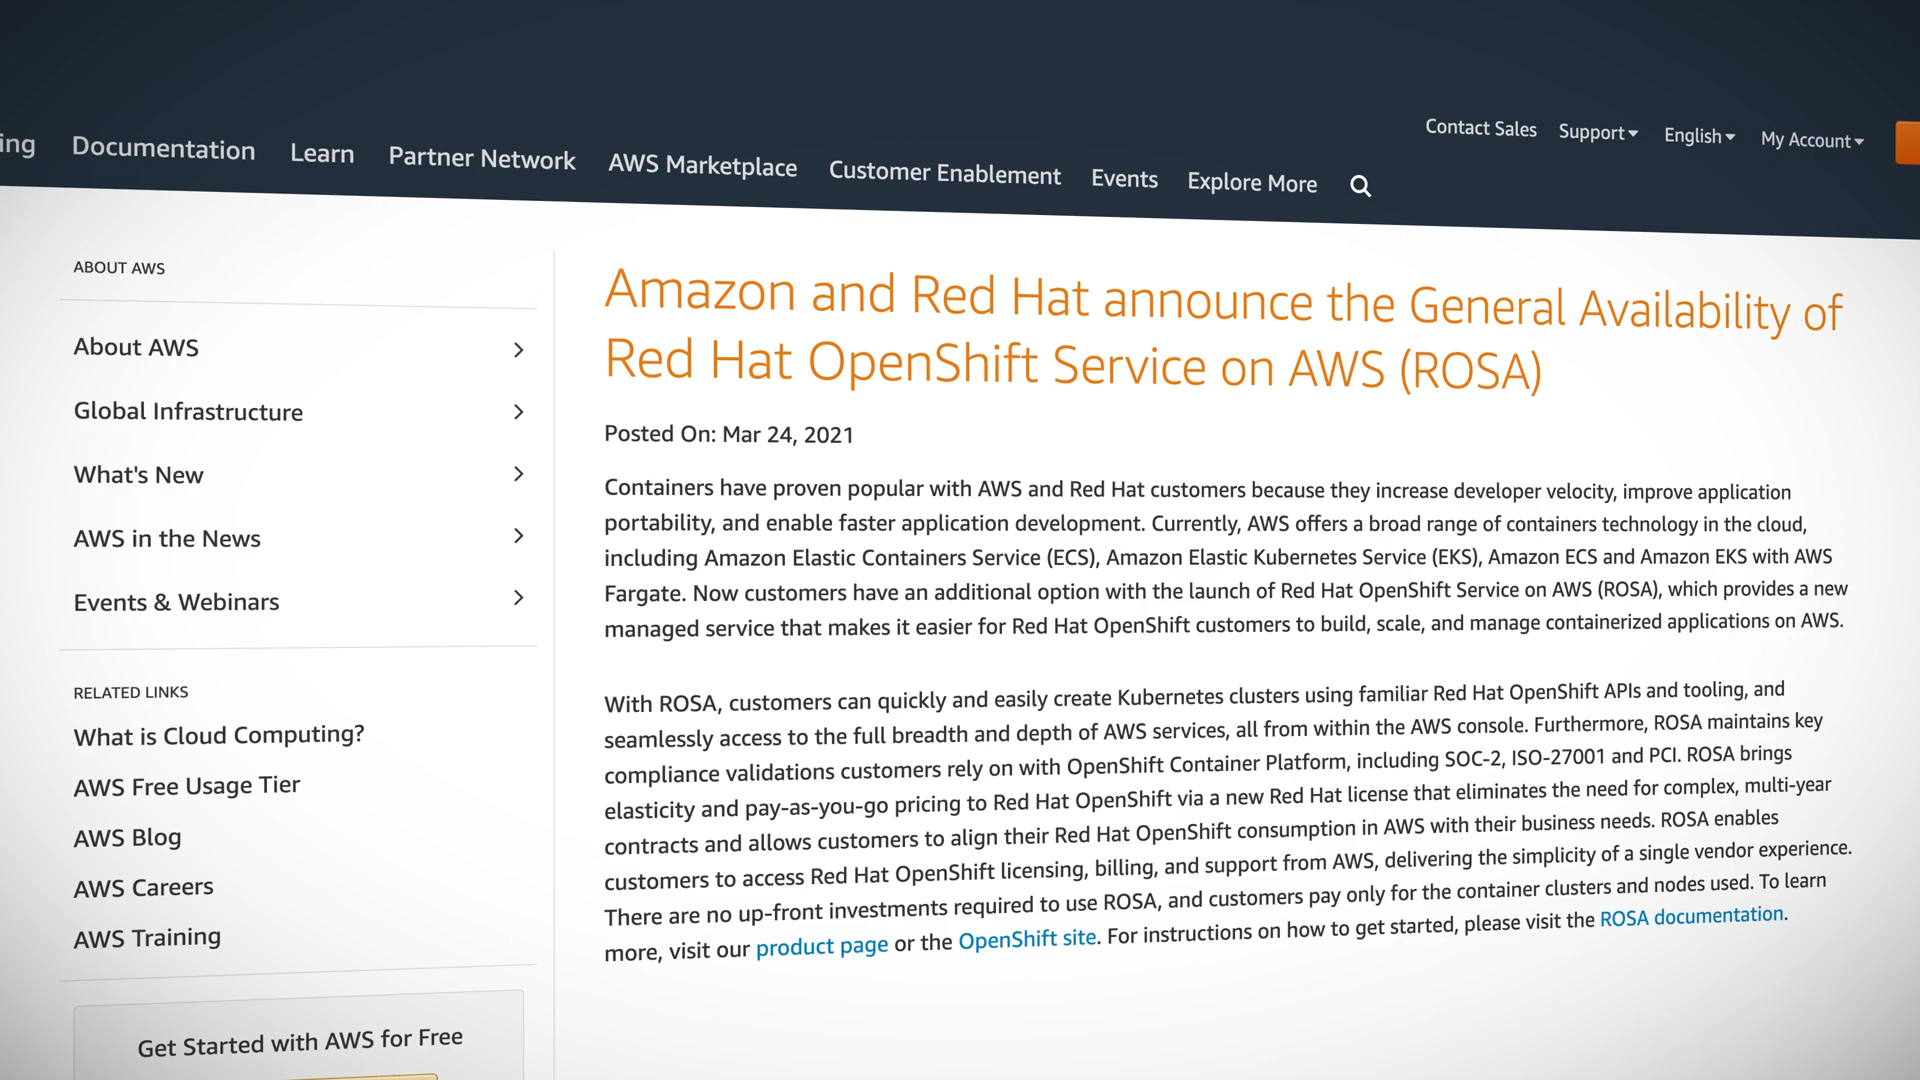 Contact Sales Support English My Account
ing Documentation Learn Partner Network AWS Marketplace Customer Enablement Events Explore More
ABOUT AWS
About AWS
Global Infrastructure
What's New
AWS in the News
Events & Webinars
RELATED LINKS
What is Cloud Computing?
AWS Free Usage Tier
AWS Blog
AWS Careers
AWS Training
Get Started with AWS for Free
Amazon and Red Hat announce the General Availability of
Red Hat OpenShift Service on AWS (ROSA)
Posted On: Mar 24, 2021
Containers have proven popular with AWS and Red Hat customers because they increase developer velocity, improve application
portability, and enable faster application development. Currently, AWS offers a broad range of containers technology in the cloud,
including Amazon Elastic Containers Service (ECS), Amazon Elastic Kubernetes Service (EKS), Amazon ECS and Amazon EKS with AWS
Fargate. Now customers have an additional option with the launch of Red Hat OpenShift Service on AWS (ROSA), which provides a new
managed service that makes it easier for Red Hat OpenShift customers to build, scale, and manage containerized applications on AWS.
With ROSA, customers can quickly and easily create Kubernetes clusters using familiar Red Hat OpenShift APIs and tooling, and
seamlessly access to the full breadth and depth of AWS services, all from within the AWS console. Furthermore, ROSA maintains key
compliance validations customers rely on with OpenShift Container Platform, including SOC-2, ISO-27001 and PCI. ROSA brings
elasticity and pay-as-you-go pricing to Red Hat OpenShift via a new Red Hat license that eliminates the need for complex, multi-year
contracts and allows customers to align their Red Hat OpenShift consumption in AWS with their business needs. ROSA enables
customers to access Red Hat OpenShift licensing, billing, and support from AWS, delivering the simplicity of a single vendor experience.
There are no up-front investments required to use ROSA, and customers pay only for the container clusters and nodes used. To learn
more, visit our product page or the OpenShift site. For instructions on how to get started, please visit the ROSA documentation.